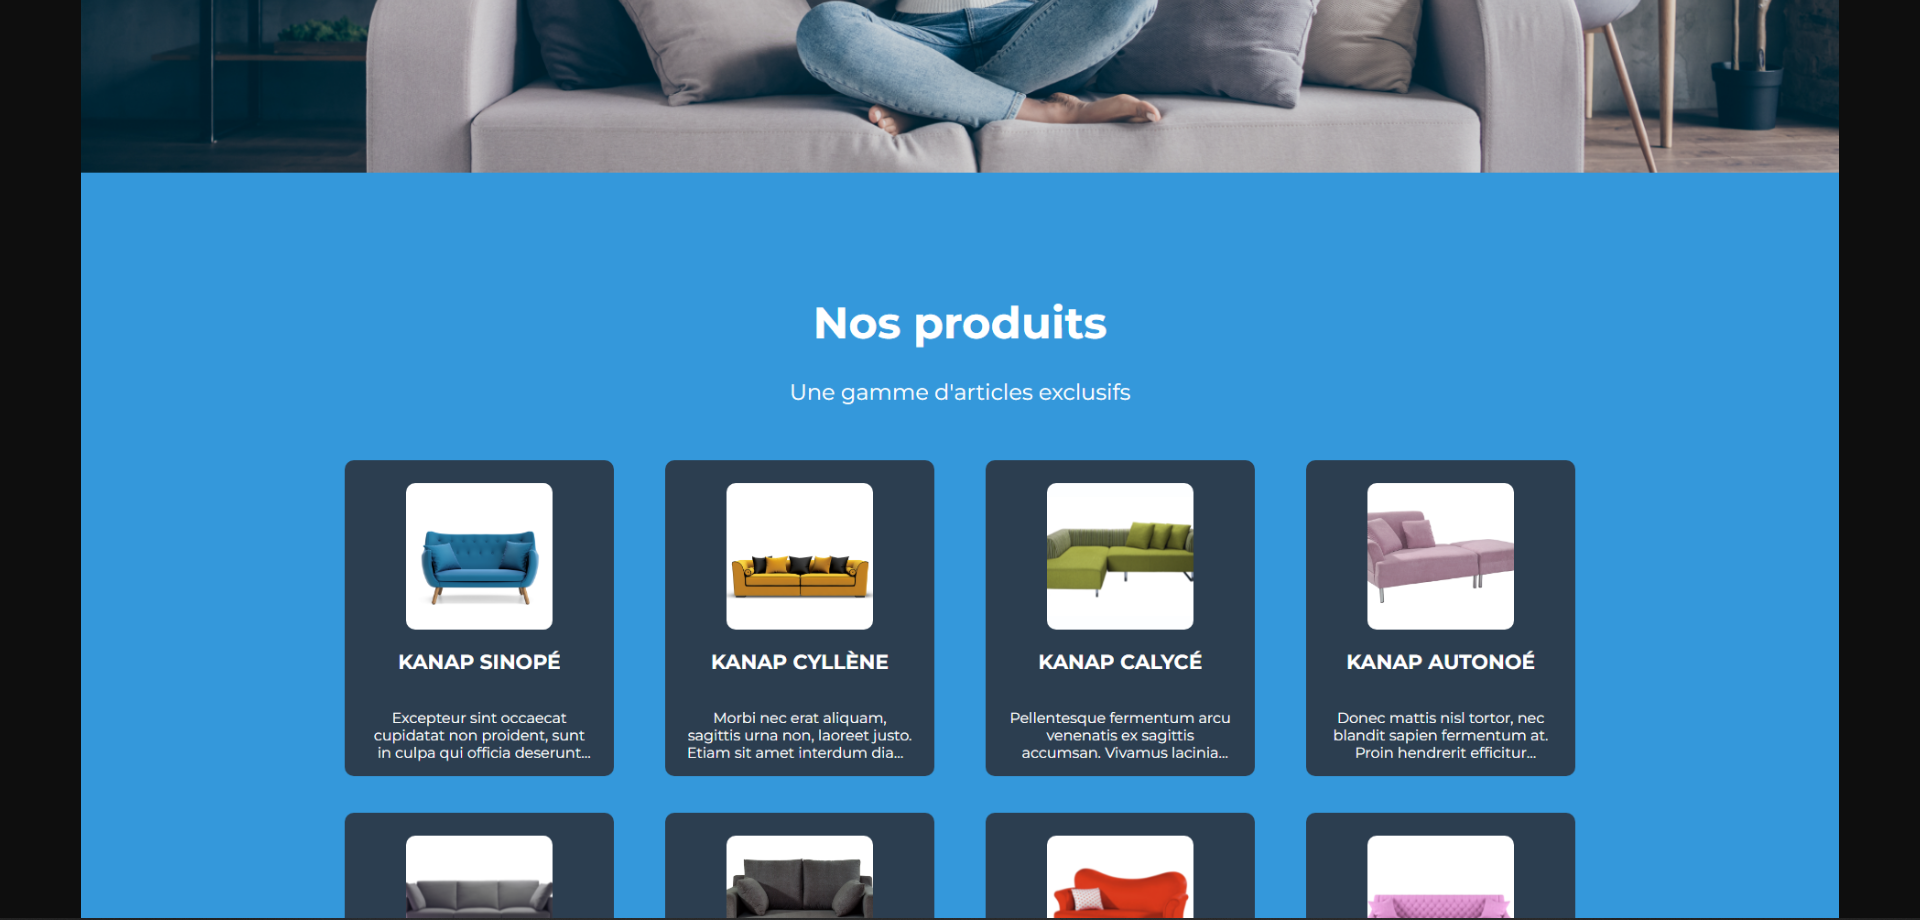 Nos produits
Une gamme d'articles exclusifs
KANAP SINOPÉ
Excepteur sint occaecat
cupidatat non proident, sunt
in culpa qui officia deserunt...
KANAP CYLLÈNE
Morbi nec erat aliquam,
sagittis urna non, laoreet justo.
Etiam sit amet interdum dia...
KANAP CALYCÉ
Pellentesque fermentum arcu
venenatis ex sagittis
accumsan. Vivamus lacinia...
KANAP AUTONOÉ
Donec mattis nisl tortor, nec
blandit sapien fermentum at.
Proin hendrerit efficitur...